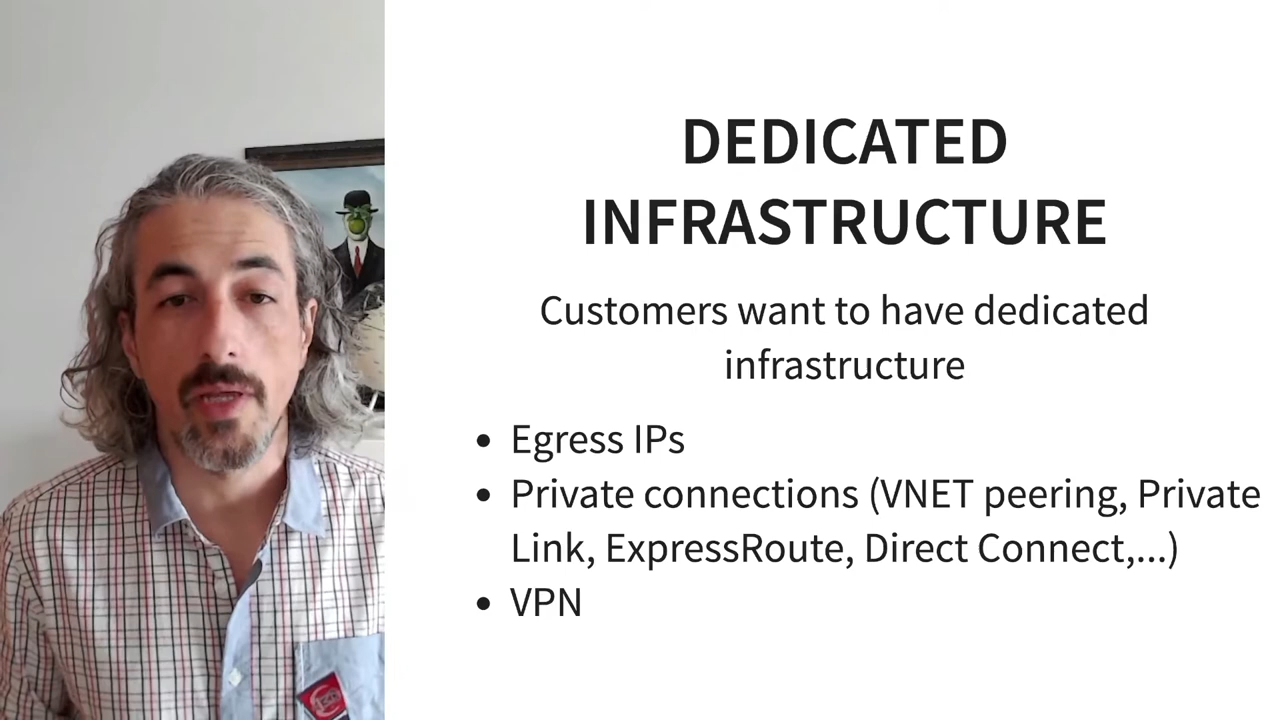 DEDICATED
INFRASTRUCTURE
Customers want to have dedicated
infrastructure
• Egress IPs
• Private connections (VNET peering, Private
Link, ExpressRoute, Direct Connect,...)
• VPN